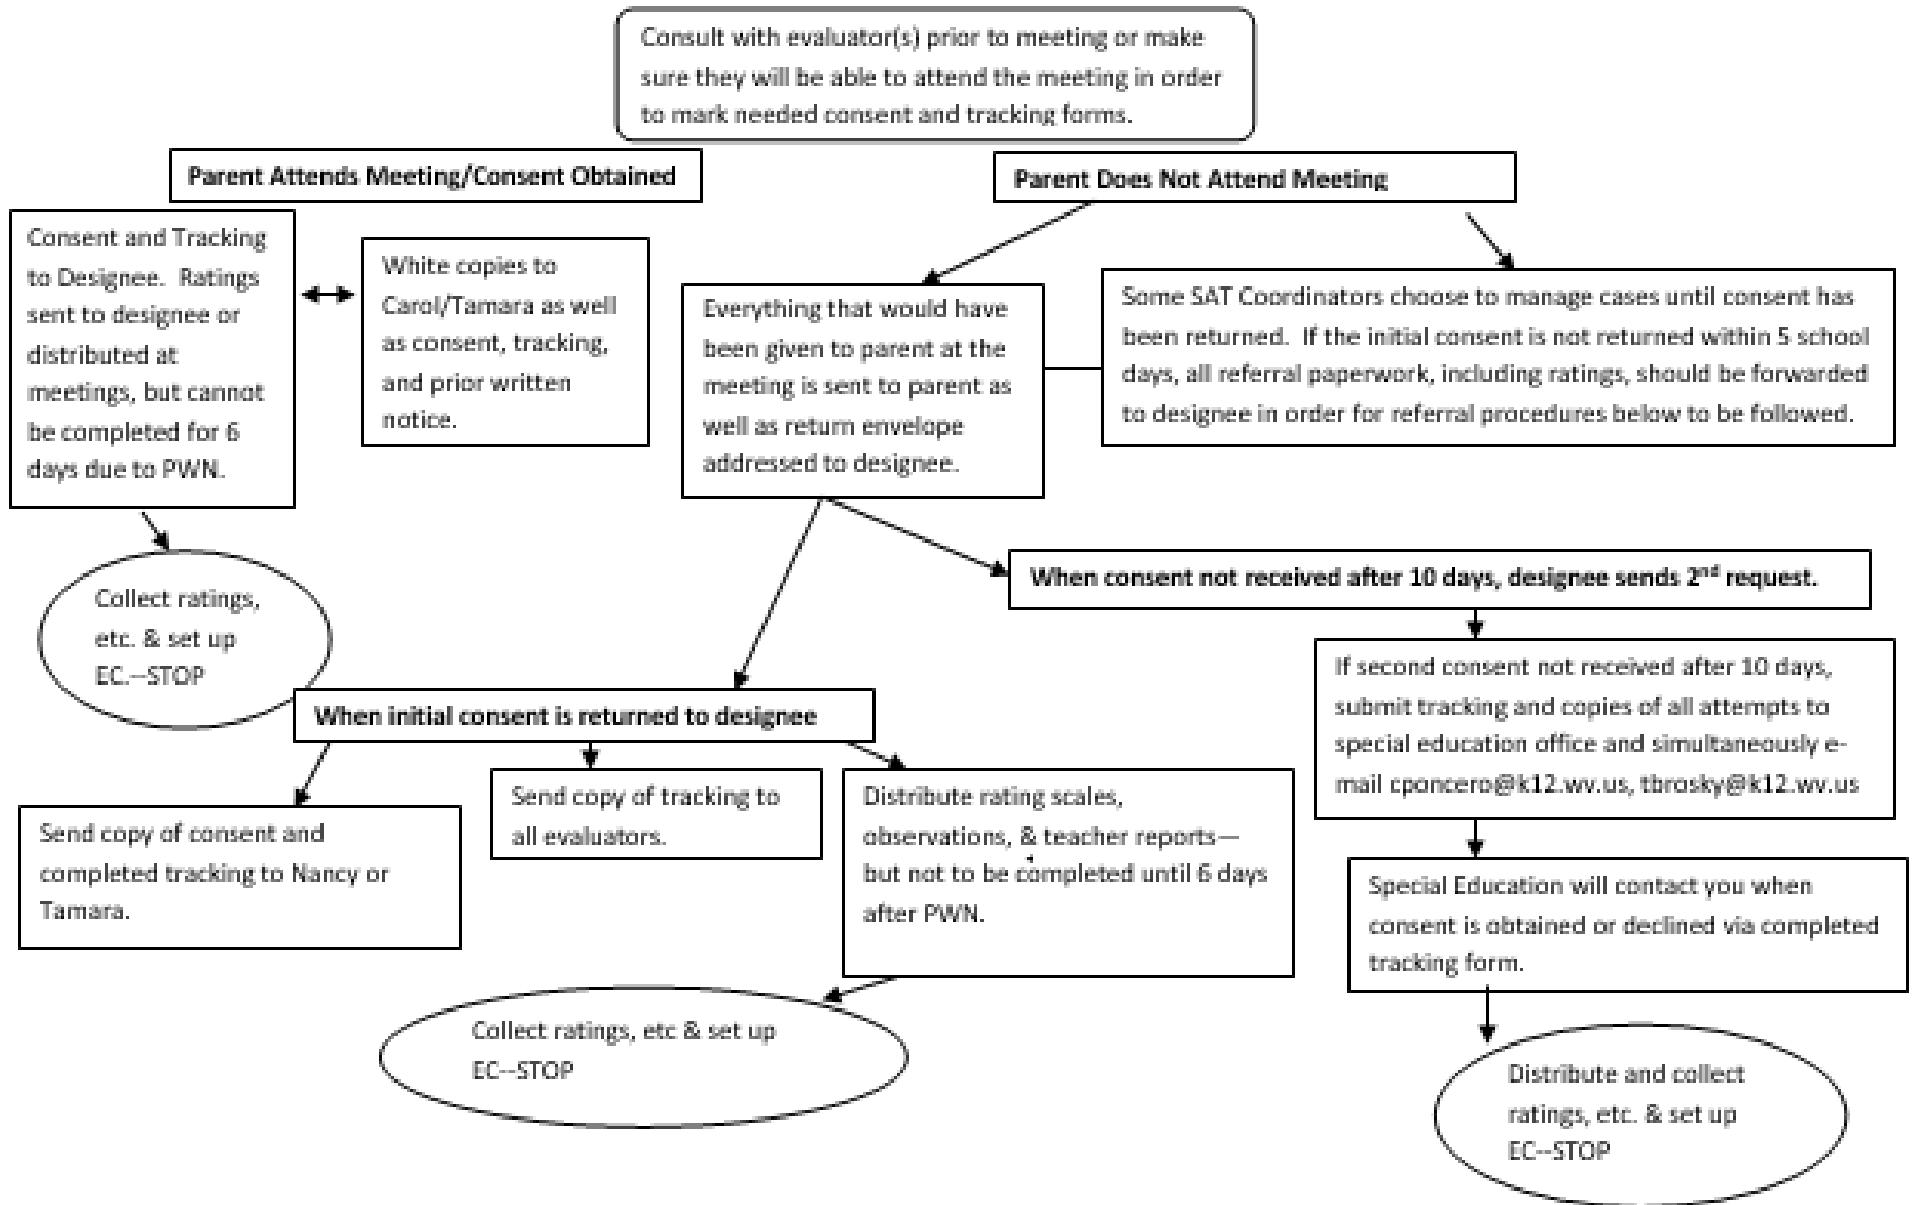 Consult with evaluator(s) prior to meeting or make
sure they will be able to attend the meeting in order
to mark needed consent and tracking forms.
Parent Attends Meeting/Consent Obtained
Parent Does Not Attend Meeting
Consent and Tracking
to Designee. Ratings
sent to designee or
distributed at
meetings, but cannot
be completed for 6
days due to PWN.
White copies to
Carol/Tamara as well
as consent, tracking,
and prior written
notice.
Everything that would have
been given to parent at the
meeting is sent to parent as
well as return envelope
addressed to designee.
Some SAT Coordinators choose to manage cases until consent has
been returned. If the initial consent is not returned within 5 school
days, all referral paperwork, including ratings, should be forwarded
to designee in order for referral procedures below to be followed.
Collect ratings,
etc. & set up
EC.--STOP
When consent not received after 10 days, designee sends 2nd request.
If second consent not received after 10 days,
submit tracking and copies of all attempts to
special education office and simultaneously e-
mail cponcero@k12.wv.us, tbrosky@k12.wv.us
When initial consent is returned to designee
Send copy of consent and
completed tracking to Nancy or
Tamara.
Send copy of tracking to
all evaluators.
Distribute rating scales,
observations, & teacher reports—
but not to be completed until 6 days
after PWN.
Special Education will contact you when
consent is obtained or declined via completed
tracking form.
Collect ratings, etc & set up
EC--STOP
Distribute and collect
ratings, etc. & set up
EC--STOP